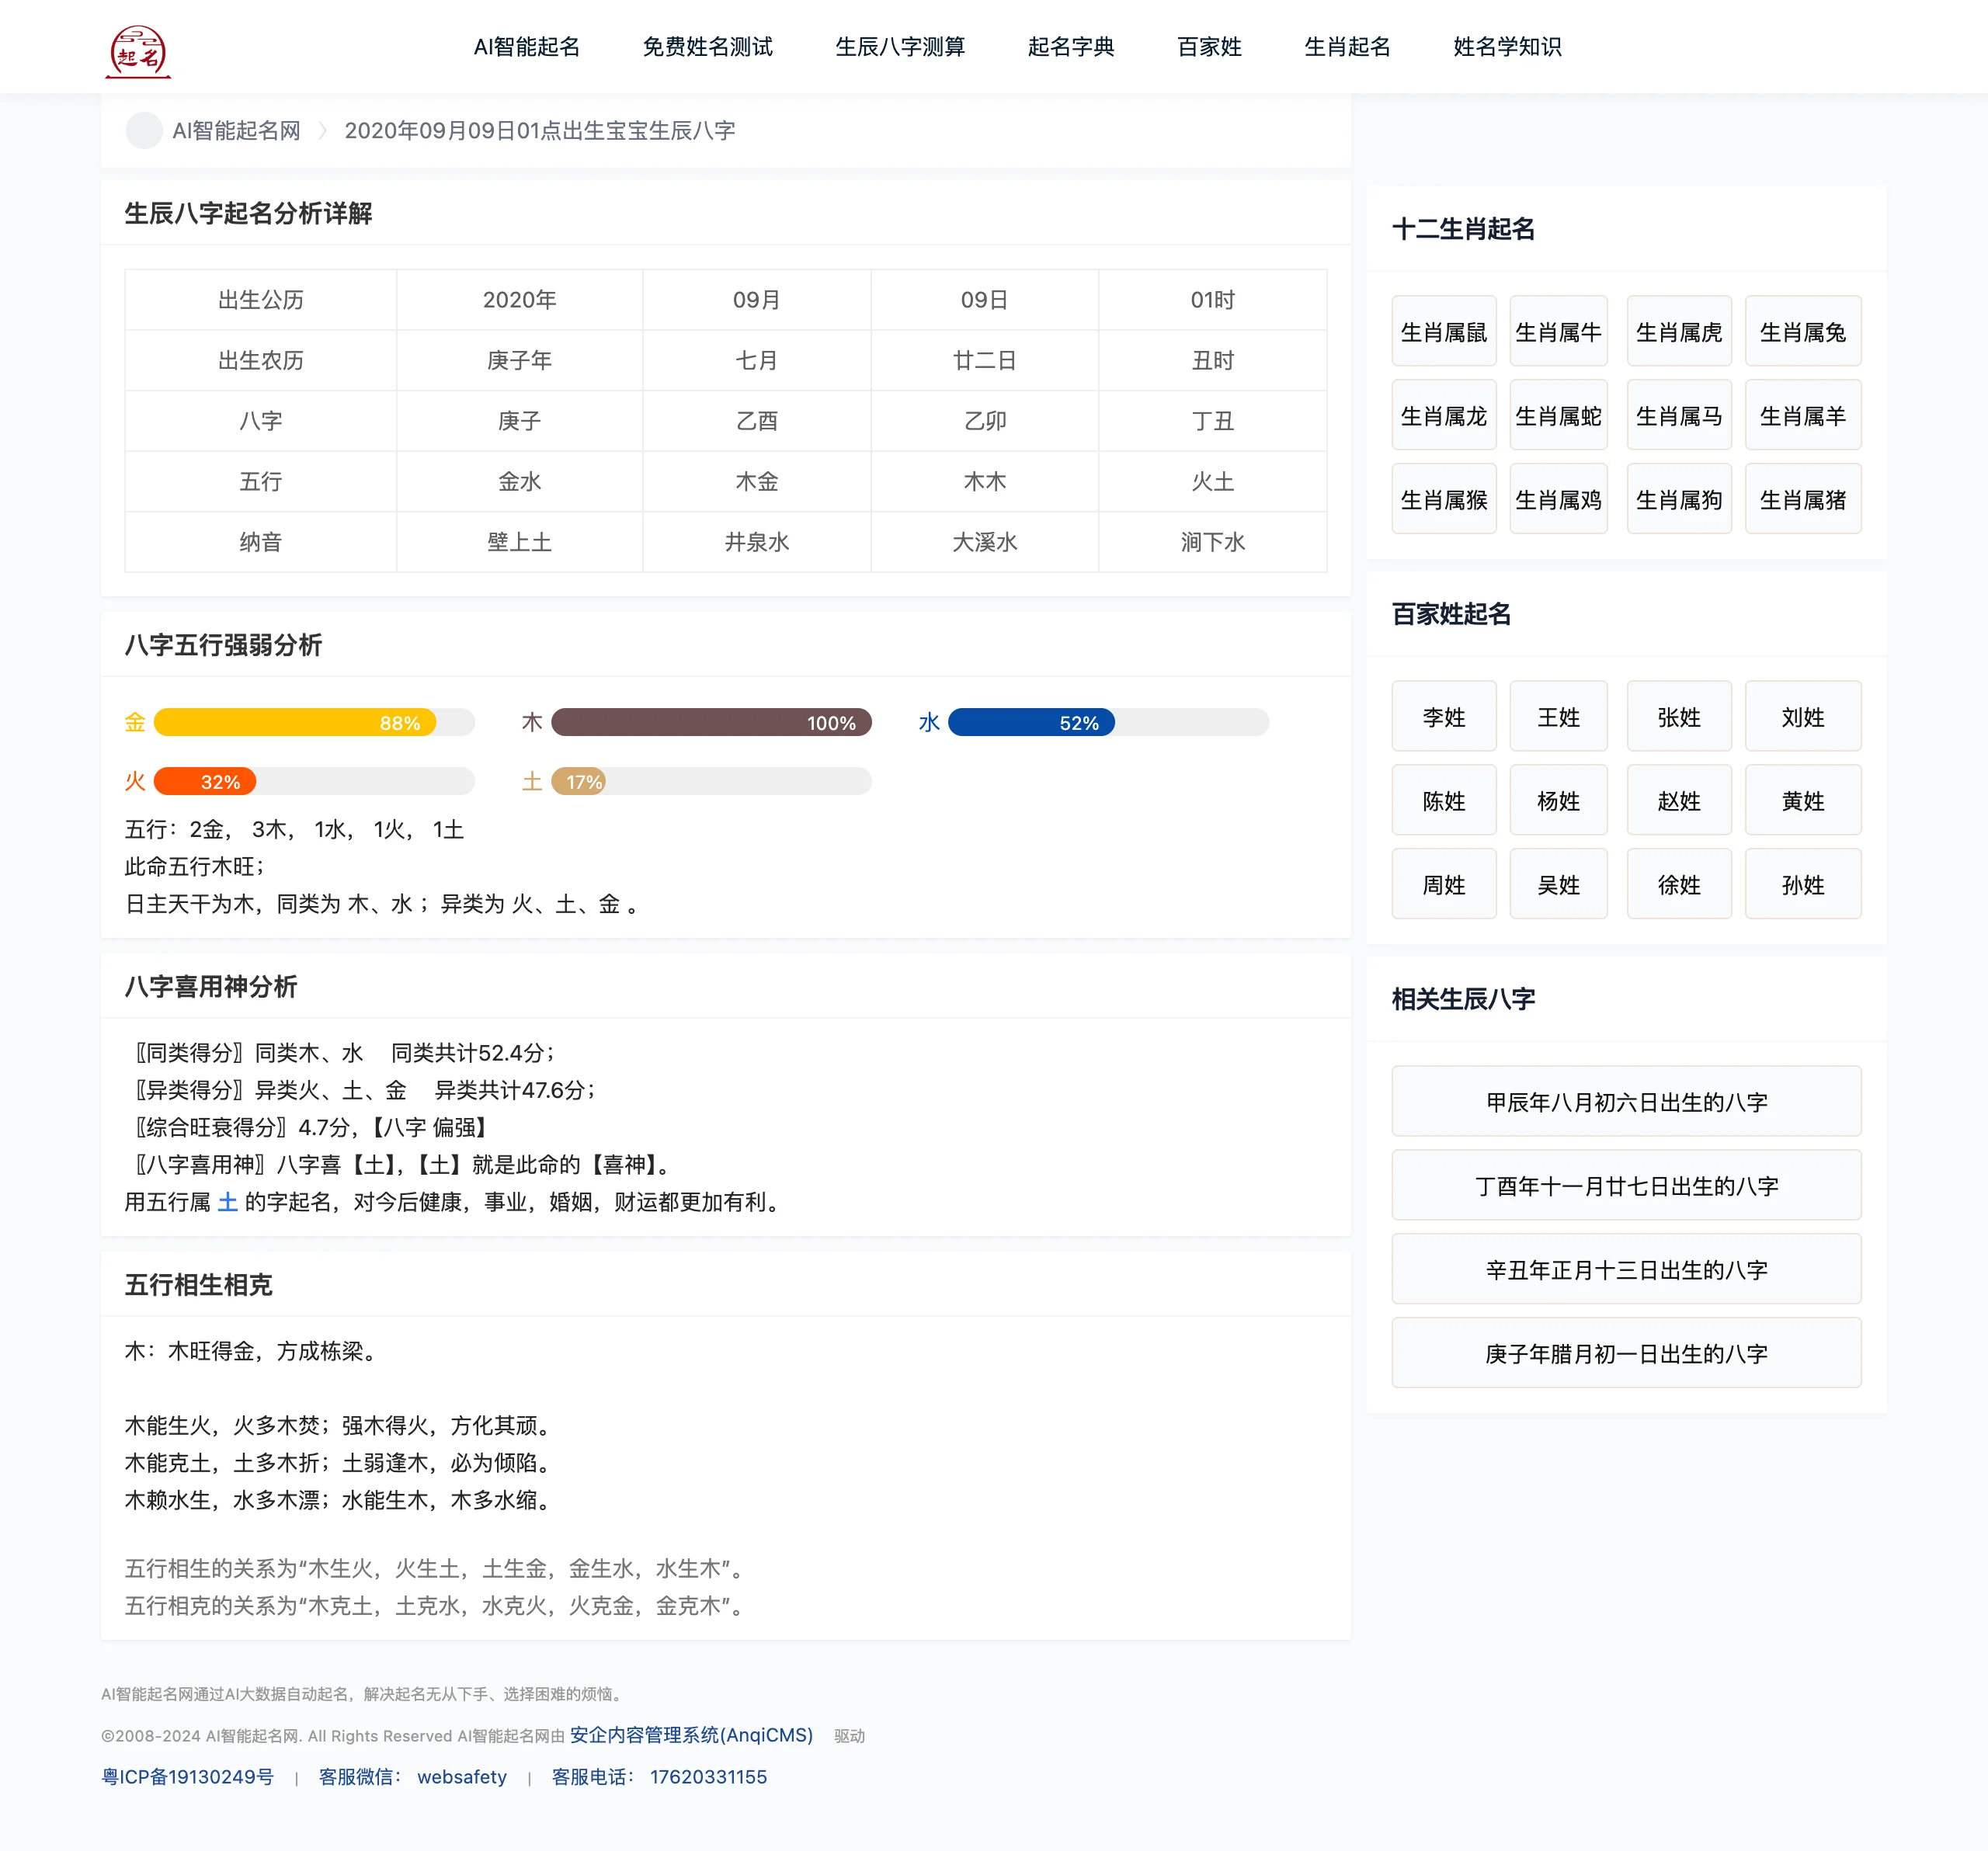 起名
AI智能起名 免费姓名测试 生辰八字测算 起名字典 百家姓 生肖起名 姓名学知识
AI智能起名网 〉 2020年09月09日01点出生宝宝生辰八字
生辰八字起名分析详解
出生公历 2020年 09月 09日 01时
出生农历 庚子年 七月 廿二日 丑时
八字 庚子 乙酉 乙卯 丁丑
五行 金水 木金 木木 火土
纳音 壁上土 井泉水 大溪水 涧下水
八字五行强弱分析
金 88% 木 100% 水 52%
火 32% 土 17%
五行：2金， 3木， 1水， 1火， 1土
此命五行木旺；
日主天干为木，同类为 木、水 ；异类为 火、土、金 。
八字喜用神分析
〖同类得分〗同类木、水 同类共计52.4分；
〖异类得分〗异类火、土、金 异类共计47.6分；
〖综合旺衰得分〗4.7分，【八字 偏强】
〖八字喜用神〗八字喜【土】，【土】就是此命的【喜神】。
用五行属 土 的字起名，对今后健康，事业，婚姻，财运都更加有利。
五行相生相克
木：木旺得金，方成栋梁。
木能生火，火多木焚；强木得火，方化其顽。
木能克土，土多木折；土弱逢木，必为倾陷。
木赖水生，水多木漂；水能生木，木多水缩。
五行相生的关系为“木生火，火生土，土生金，金生水，水生木”。
五行相克的关系为“木克土，土克水，水克火，火克金，金克木”。
十二生肖起名
生肖属鼠 生肖属牛 生肖属虎 生肖属兔
生肖属龙 生肖属蛇 生肖属马 生肖属羊
生肖属猴 生肖属鸡 生肖属狗 生肖属猪
百家姓起名
李姓 王姓 张姓 刘姓
陈姓 杨姓 赵姓 黄姓
周姓 吴姓 徐姓 孙姓
相关生辰八字
甲辰年八月初六日出生的八字
丁酉年十一月廿七日出生的八字
辛丑年正月十三日出生的八字
庚子年腊月初一日出生的八字
AI智能起名网通过AI大数据自动起名，解决起名无从下手、选择困难的烦恼。
©2008-2024 AI智能起名网. All Rights Reserved AI智能起名网由 安企内容管理系统(AnqiCMS) 驱动
粤ICP备19130249号 | 客服微信： websafety | 客服电话： 17620331155